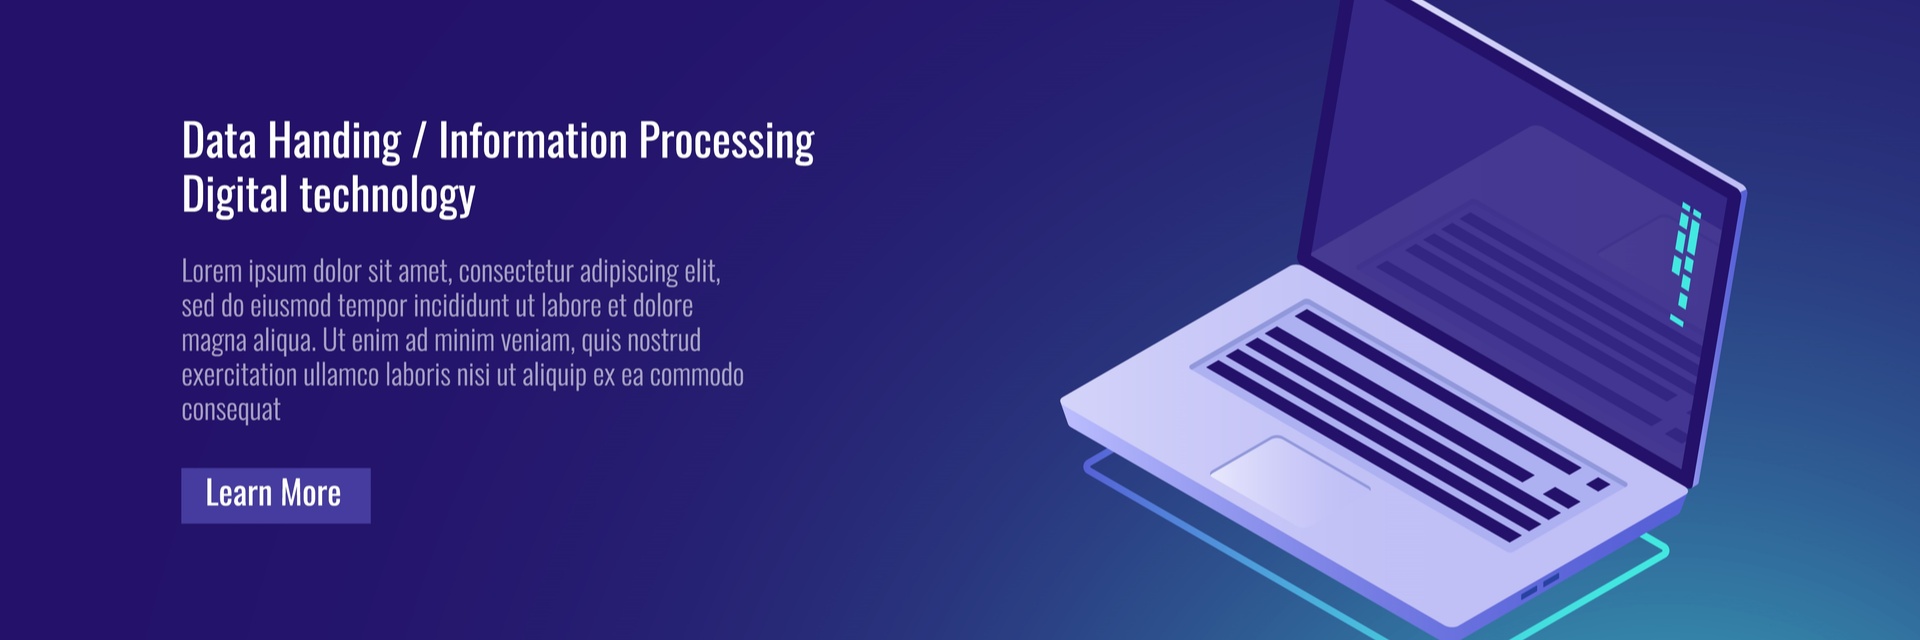 Data Handing / Information Processing
Digital technology
Lorem ipsum dolor sit amet, consectetur adipiscing elit,
sed do eiusmod tempor incididunt ut labore et dolore
magna aliqua. Ut enim ad minim veniam, quis nostrud
exercitation ullamco laboris nisi ut aliquip ex ea commodo
consequat
Learn More